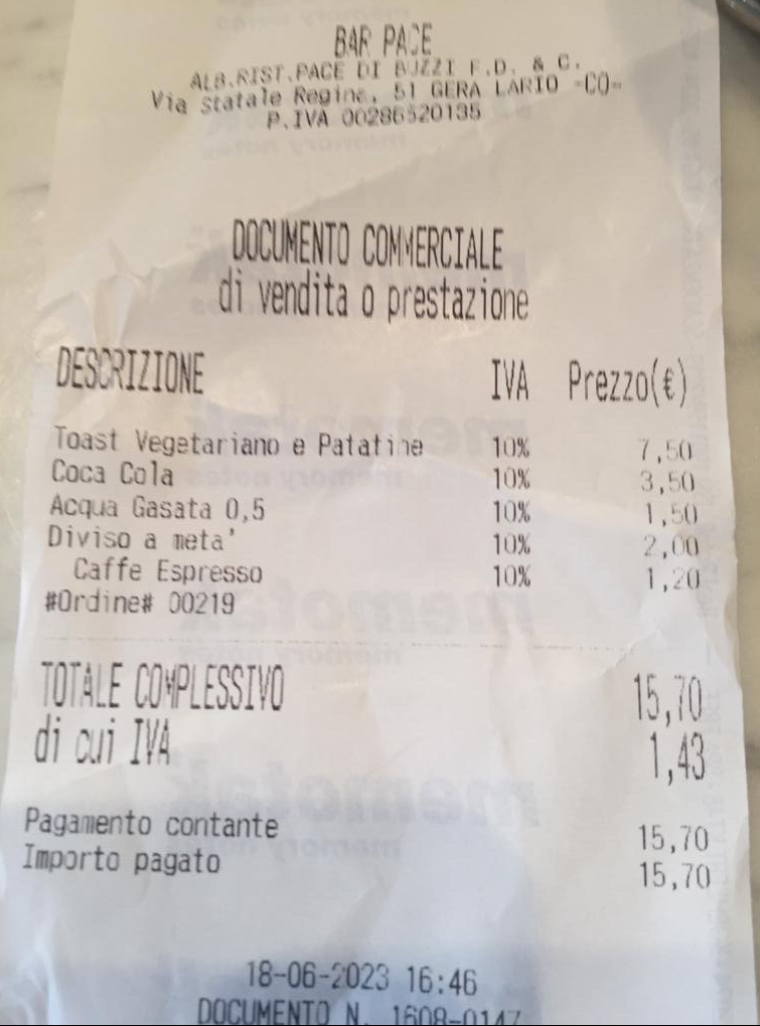 BAR PACE
ALB.RIST.PACE DI BUZZI F.D. & C.
Via Statale Regina, 51 GERA LARIO -CO-
P.IVA 00286520135
DOCUMENTO COMMERCIALE
di vendita o prestazione
DESCRIZIONE IVA Prezzo(€)
Toast Vegetariano e Patatine 10% 7,50
Coca Cola 10% 3,50
Acqua Gasata 0,5 10% 1,50
Diviso a meta' 10% 2,00
Caffe Espresso 10% 1,20
#Ordine# 00219
TOTALE COMPLESSIVO 15,70
di cui IVA 1,43
Pagamento contante 15,70
Importo pagato 15,70
18-06-2023 16:46
DOCUMENTO N. 1608-0147